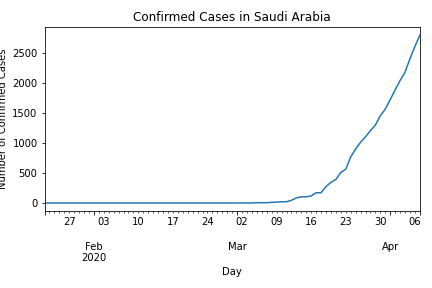 Confirmed Cases in Saudi Arabia
Number of Confirmed Cases
2500
2000
1500
1000
500
0
27 03 10 17 24 02 09 16 23 30 06
Feb Mar Apr
2020
Day